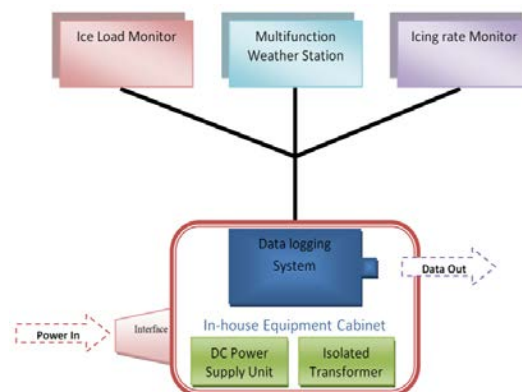 Ice Load Monitor
Multifunction
Weather Station
Icing rate Monitor
Data logging
System
Data Out
Power In
Interface
In-house Equipment Cabinet
DC Power
Supply Unit
Isolated
Transformer